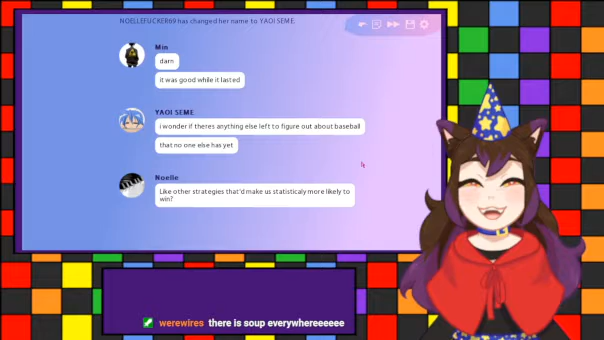 NOELLEFUCKER69 has changed her name to YAOI SEME.
Min
darn
it was good while it lasted
YAOI SEME
i wonder if theres anything else left to figure out about baseball
that no one else has yet
Noelle
Like other strategies that'd make us statisticaly more likely to
win?
werewires there is soup everywhereeeeee